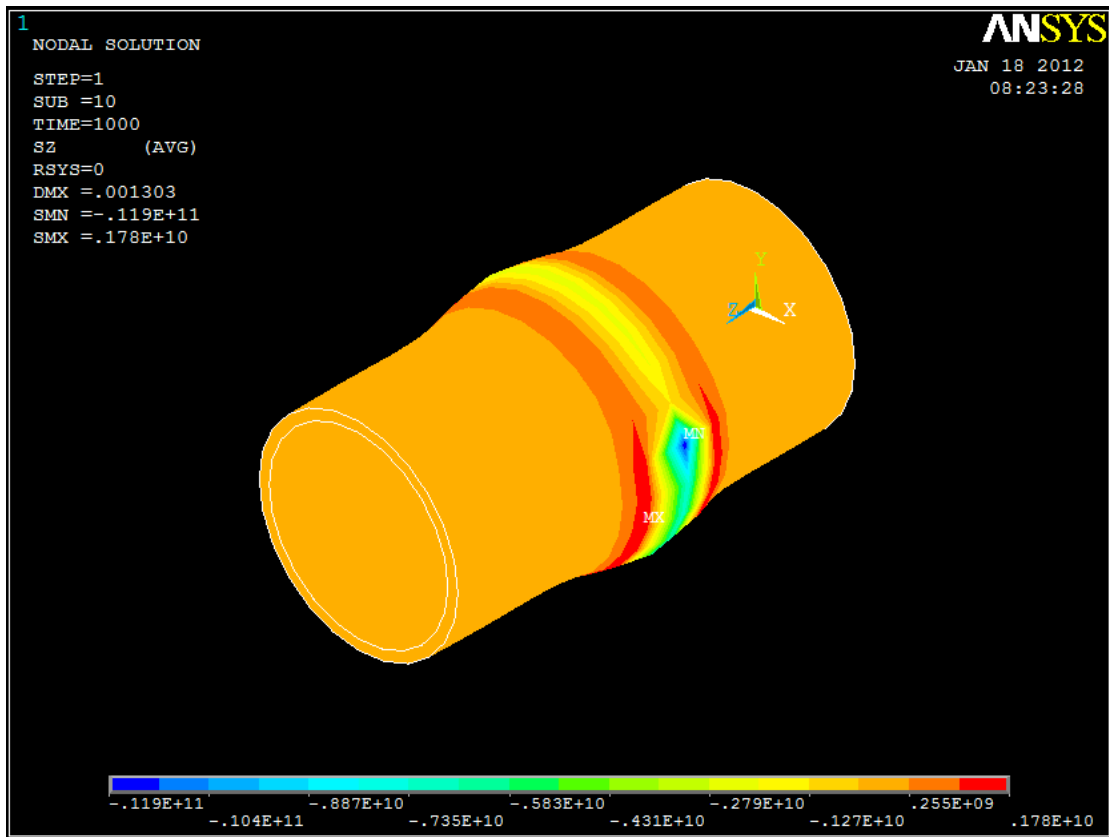 1
NODAL SOLUTION
STEP=1
SUB =10
TIME=1000
SZ (AVG)
RSYS=0
DMX =.001303
SMN =-.119E+11
SMX =.178E+10
ANSYS
JAN 18 2012
08:23:28
Y
Z X
MN
MX
-.119E+11 -.887E+10 -.583E+10 -.279E+10 .255E+09
-.104E+11 -.735E+10 -.431E+10 -.127E+10 .178E+10